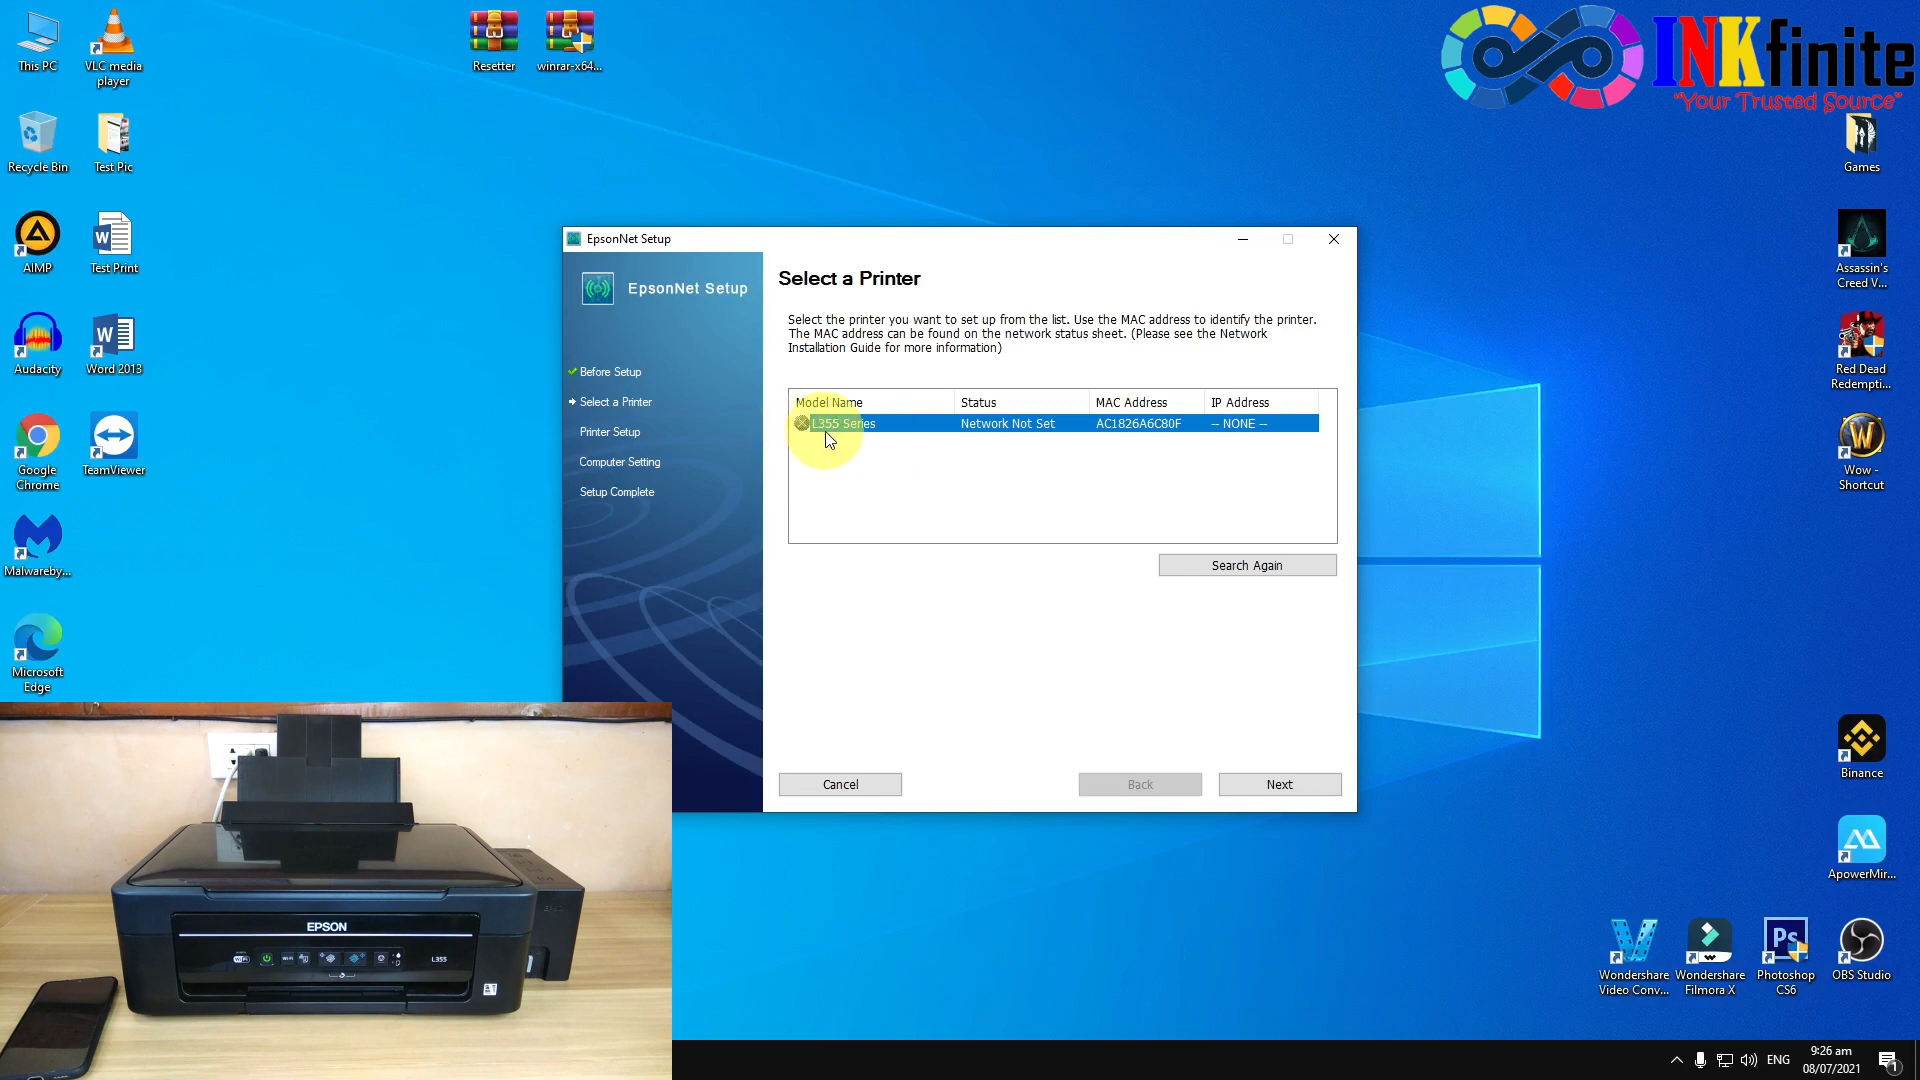 This PC
VLC media
player
Resetter
winrar-x64...
INKfinite
"Your Trusted Source"
Recycle Bin
Test Pic
Games
AIMP
Test Print
Assassin's
Creed V...
Audacity
Word 2013
Red Dead
Redempti...
Google
Chrome
TeamViewer
Wow -
Shortcut
Malwareby...
Microsoft
Edge
EpsonNet Setup
EpsonNet Setup
Before Setup
Select a Printer
Printer Setup
Computer Setting
Setup Complete
Select a Printer
Select the printer you want to set up from the list. Use the MAC address to identify the printer.
The MAC address can be found on the network status sheet. (Please see the Network
Installation Guide for more information)
Model Name Status MAC Address IP Address
L355 Series Network Not Set AC1826A6C80F -- NONE --
Search Again
Cancel Back Next
EPSON
Wi-Fi
L355
Binance
ApowerMir...
Wondershare
Video Conv...
Wondershare
Filmora X
Ps
Photoshop
CS6
OBS Studio
ENG
9:26 am
08/07/2021
1